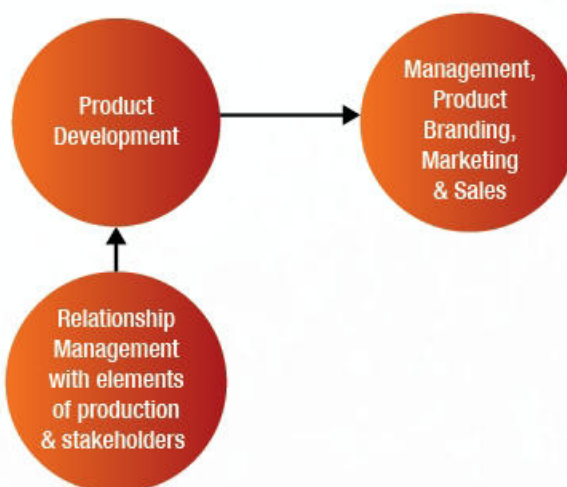 Product
Development
Management,
Product
Branding,
Marketing
& Sales
Relationship
Management
with elements
of production
& stakeholders